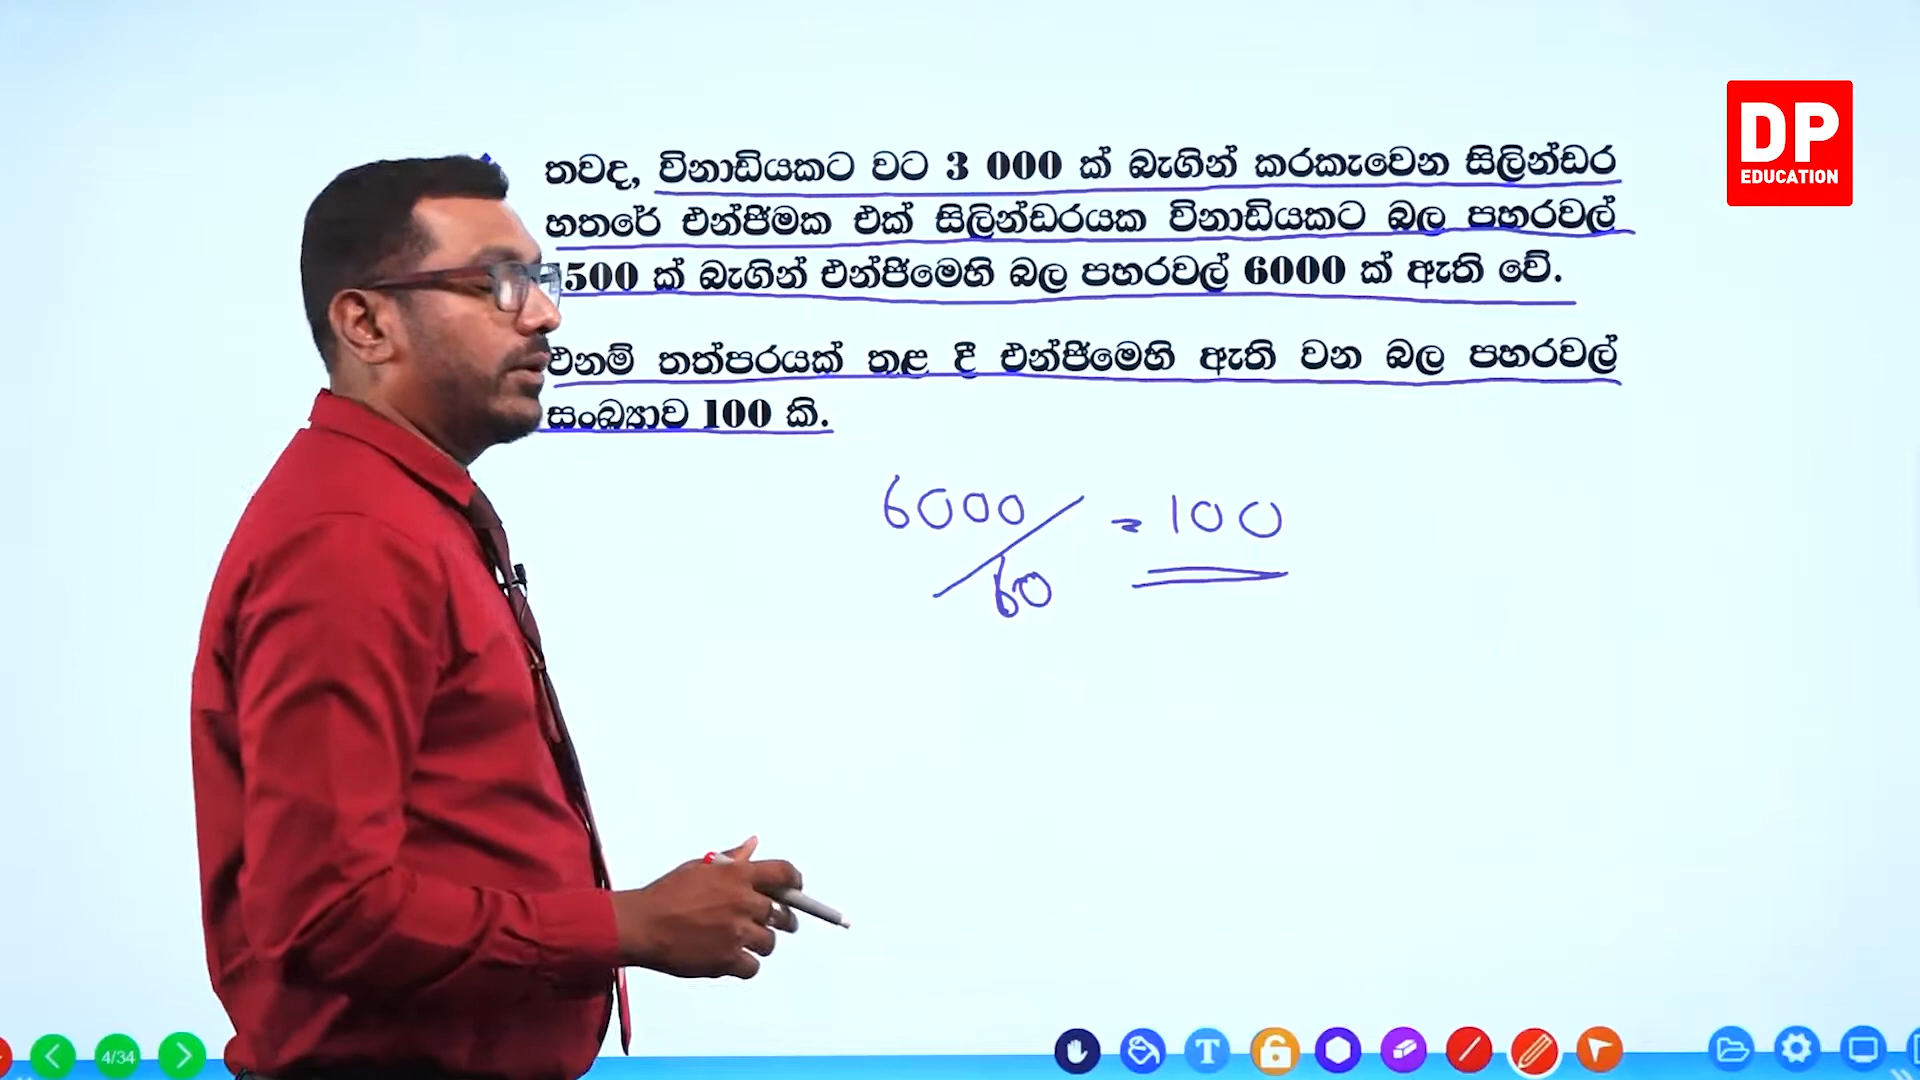 DP
EDUCATION
තවද, විනාඩියකට වට 3 000 ක් බැගින් කරකැවෙන සිලින්ඩර
හතරේ එන්ජිමක එක් සිලින්ඩරයක විනාඩියකට බල පහරවල්
1500 ක් බැගින් එන්ජිමෙහි බල පහරවල් 6000 ක් ඇති වේ.
එනම් තත්පරයක් තුළ දී එන්ජිමෙහි ඇති වන බල පහරවල්
සංඛ්‍යාව 100 කි.
6000/60 = 100
4/34
T